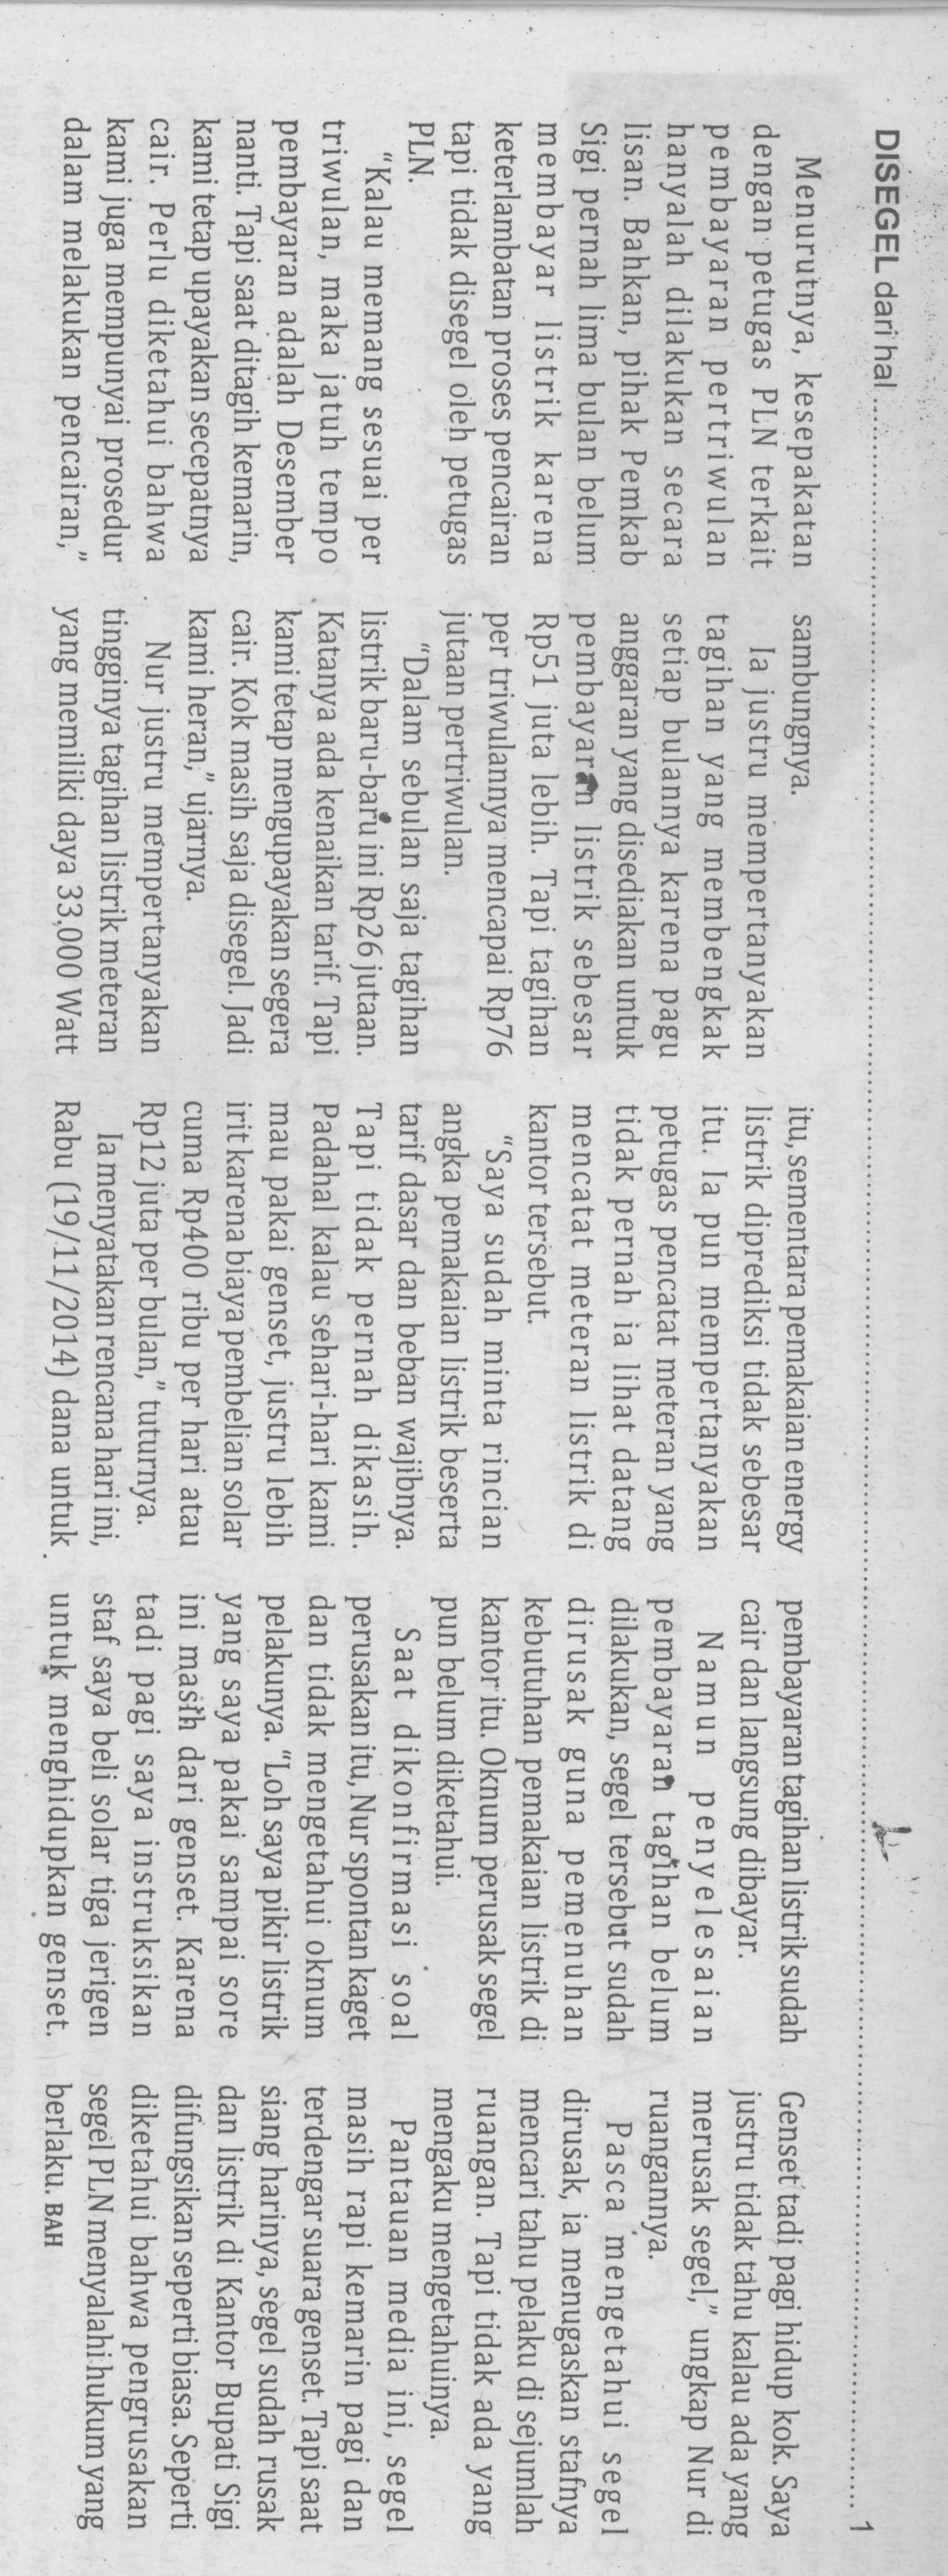 DISEGEL dari hal ........ 1
Menurutnya, kesepakatan
dengan petugas PLN terkait
pembayaran pertriwulan
hanyalah dilakukan secara
lisan. Bahkan, pihak Pemkab
Sigi pernah lima bulan belum
membayar listrik karena
keterlambatan proses pencairan
tapi tidak disegel oleh petugas
PLN.
"Kalau memang sesuai per
triwulan, maka jatuh tempo
pembayaran adalah Desember
nanti. Tapi saat ditagih kemarin,
kami tetap upayakan secepatnya
cair. Perlu diketahui bahwa
kami juga mempunyai prosedur
dalam melakukan pencairan,"
sambungnya.
Ia justru mempertanyakan
tagihan yang membengkak
setiap bulannya karena pagu
anggaran yang disediakan untuk
pembayaran listrik sebesar
Rp51 juta lebih. Tapi tagihan
per triwulannya mencapai Rp76
jutaan pertriwulan.
"Dalam sebulan saja tagihan
listrik baru-baru ini Rp26 jutaan.
Katanya ada kenaikan tarif. Tapi
kami tetap mengupayakan segera
cair. Kok masih saja disegel. Jadi
kami heran," ujarnya.
Nur justru mempertanyakan
tingginya tagihan listrik meteran
yang memiliki daya 33,000 Watt
itu, sementara pemakaian energy
listrik diprediksi tidak sebesar
itu. Ia pun mempertanyakan
petugas pencatat meteran yang
tidak pernah ia lihat datang
mencatat meteran listrik di
kantor tersebut.
"Saya sudah minta rincian
angka pemakaian listrik beserta
tarif dasar dan beban wajibnya.
Tapi tidak pernah dikasih.
Padahal kalau sehari-hari kami
mau pakai genset, justru lebih
irit karena biaya pembelian solar
cuma Rp400 ribu per hari atau
Rp12 juta per bulan," tuturnya.
Ia menyatakan rencana hari ini,
Rabu (19/11/2014) dana untuk
pembayaran tagihan listrik sudah
cair dan langsung dibayar.
Namun penyelesaian
pembayaran tagihan belum
dilakukan, segel tersebut sudah
dirusak guna pemenuhan
kebutuhan pemakaian listrik di
kantor itu. Oknum perusak segel
pun belum diketahui.
Saat dikonfirmasi soal
perusakan itu, Nur spontan kaget
dan tidak mengetahui oknum
pelakunya. "Loh saya pikir listrik
yang saya pakai sampai sore
ini masih dari genset. Karena
tadi pagi saya instruksikan
staf saya beli solar tiga jerigen
untuk menghidupkan genset.
Genset tadi pagi hidup kok. Saya
justru tidak tahu kalau ada yang
merusak segel," ungkap Nur di
ruangannya.
Pasca mengetahui segel
dirusak, ia menugaskan stafnya
mencari tahu pelaku di sejumlah
ruangan. Tapi tidak ada yang
mengaku mengetahuinya.
Pantauan media ini, segel
masih rapi kemarin pagi dan
terdengar suara genset. Tapi saat
siang harinya, segel sudah rusak
dan listrik di Kantor Bupati Sigi
difungsikan seperti biasa. Seperti
diketahui bahwa pengrusakan
segel PLN menyalahi hukum yang
berlaku. BAH